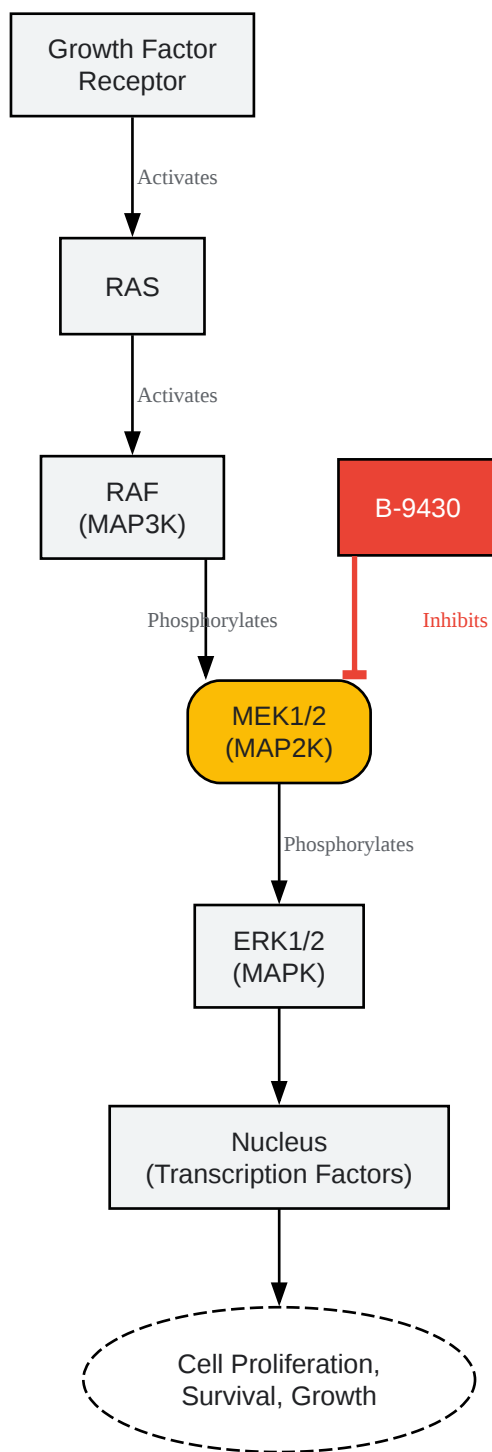 Growth Factor
Receptor
Activates
RAS
Activates
RAF
(MAP3K)
B-9430
Phosphorylates
Inhibits
MEK1/2
(MAP2K)
Phosphorylates
ERK1/2
(MAPK)
Nucleus
(Transcription Factors)
Cell Proliferation,
Survival, Growth